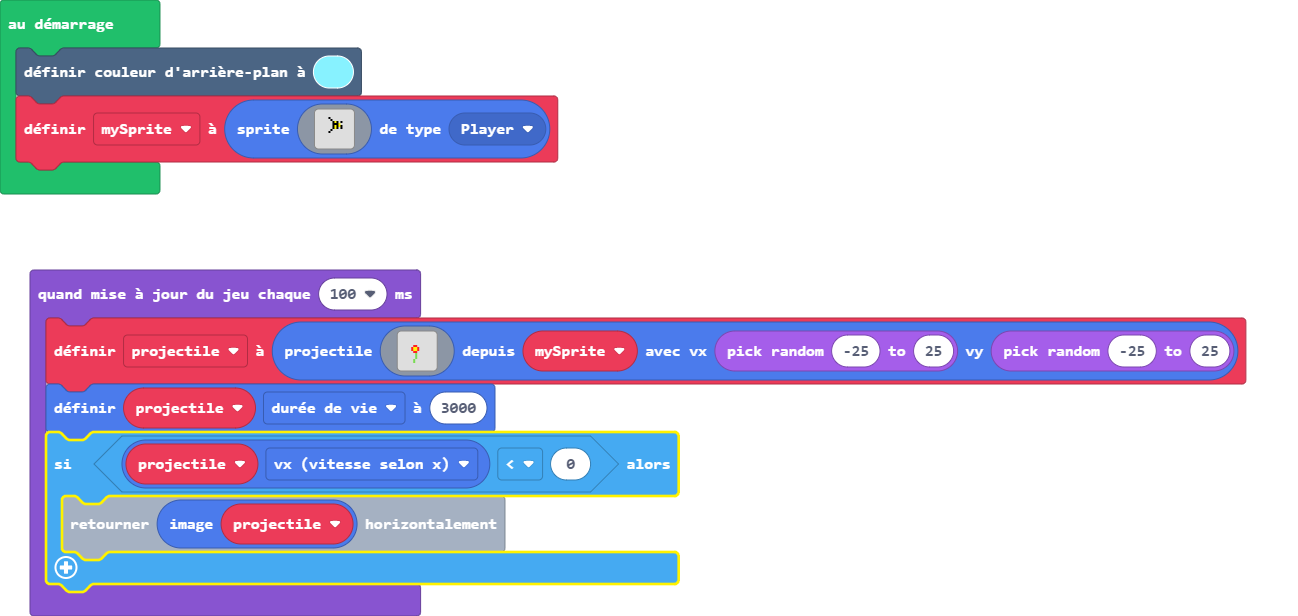 au démarrage
définir couleur d'arrière-plan à
définir mySprite à sprite Hi de type Player
quand mise à jour du jeu chaque 100 ms
définir projectile à projectile depuis mySprite avec vx pick random -25 to 25 vy pick random -25 to 25
définir projectile durée de vie à 3000
si projectile vx (vitesse selon x) < 0 alors
retourner image projectile horizontalement